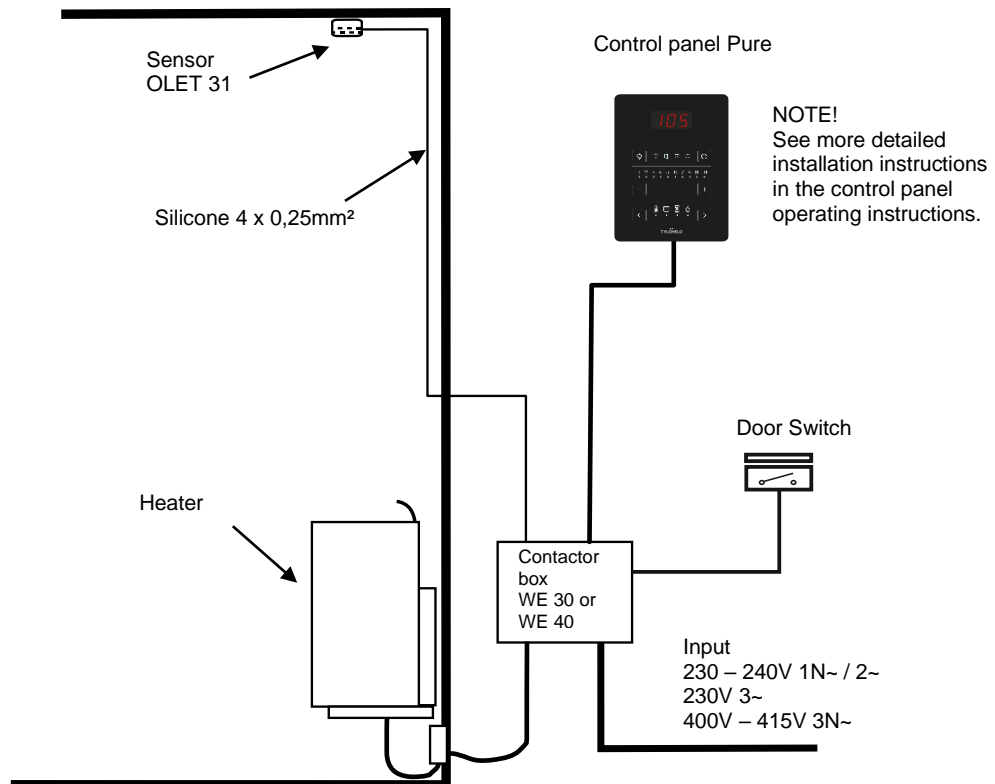 Control panel Pure
Sensor
OLET 31
105
NOTE!
See more detailed
installation instructions
in the control panel
operating instructions.
Silicone 4 x 0,25mm²
TYLÖHELO
Door Switch
Heater
Contactor
box
WE 30 or
WE 40
Input
230 – 240V 1N~ / 2~
230V 3~
400V – 415V 3N~